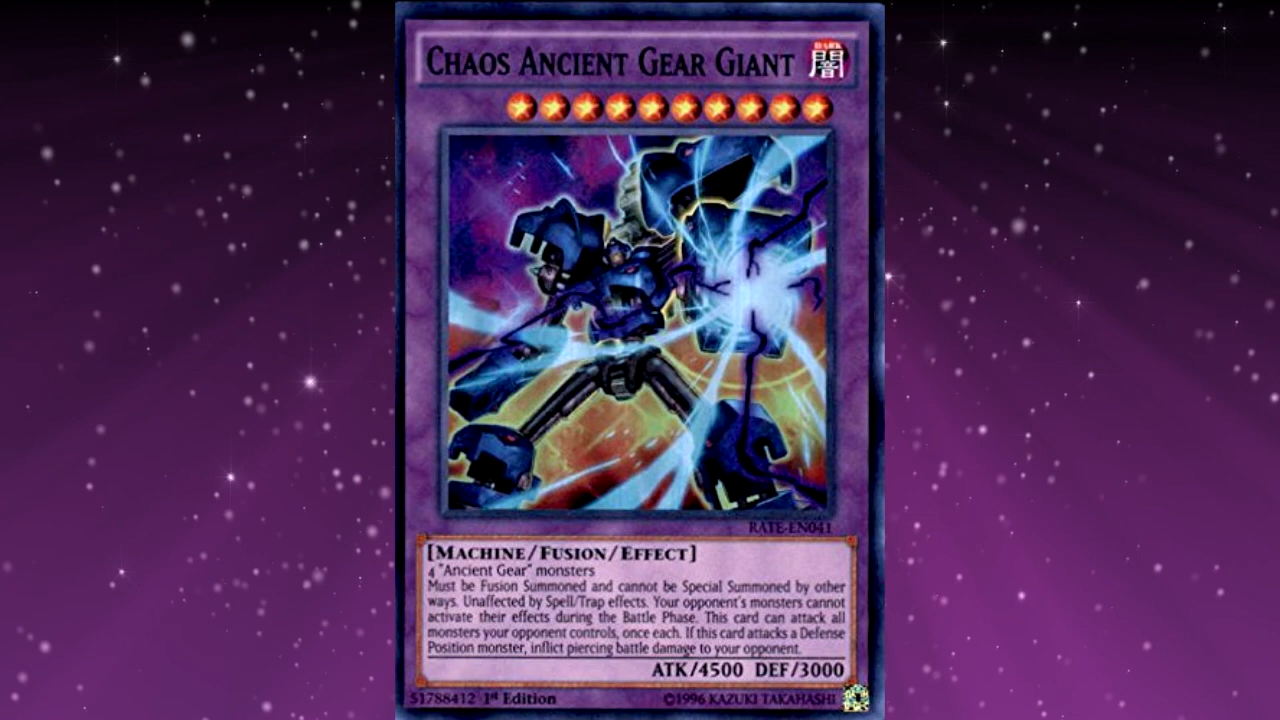 CHAOS ANCIENT GEAR GIANT
DARK
闇
RATE-EN041
[MACHINE/FUSION/EFFECT]
4 "Ancient Gear" monsters
Must be Fusion Summoned and cannot be Special Summoned by other
ways. Unaffected by Spell/Trap effects. Your opponent's monsters cannot
activate their effects during the Battle Phase. This card can attack all
monsters your opponent controls, once each. If this card attacks a Defense
Position monster, inflict piercing battle damage to your opponent.
ATK/4500 DEF/3000
51788412 1st Edition ©1996 KAZUKI TAKAHASHI